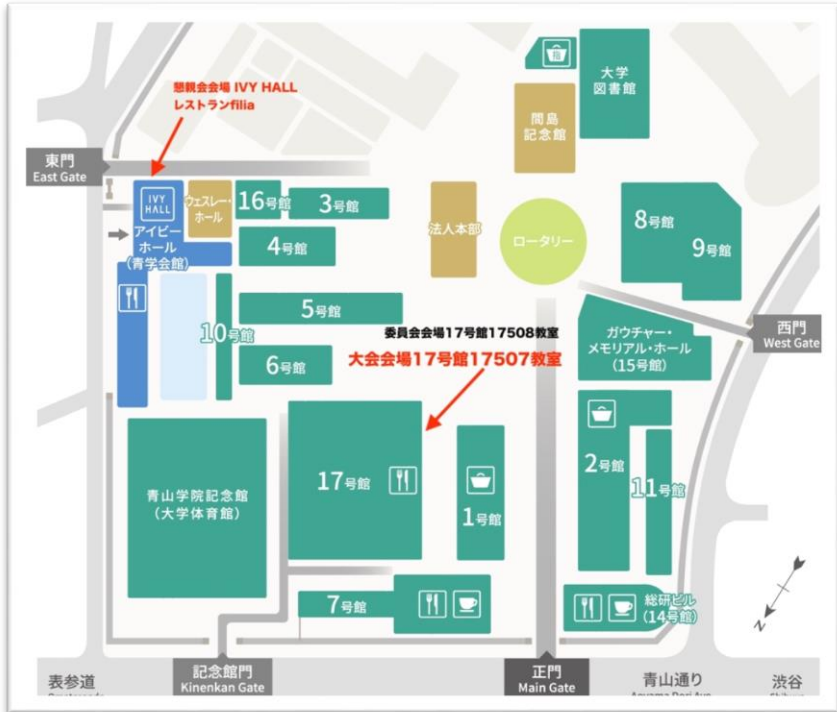 懇親会会場 IVY HALL
レストランfilia
指
大学
図書館
間島
記念館
東門
East Gate
IVY
HALL
アイビー
ホール
(青学会館)
ウェスレー・
ホール
16号館
3号館
4号館
法人本部
ロータリー
8号館
9号館
5号館
10号館
6号館
委員会会場17号館17508教室
大会会場17号館17507教室
ガウチャー・
メモリアル・ホール
(15号館)
西門
West Gate
青山学院記念館
(大学体育館)
17号館
1号館
2号館
11号館
7号館
総研ビル
(14号館)
N
表参道
記念館門
Kinenkan Gate
正門
Main Gate
青山通り
渋谷